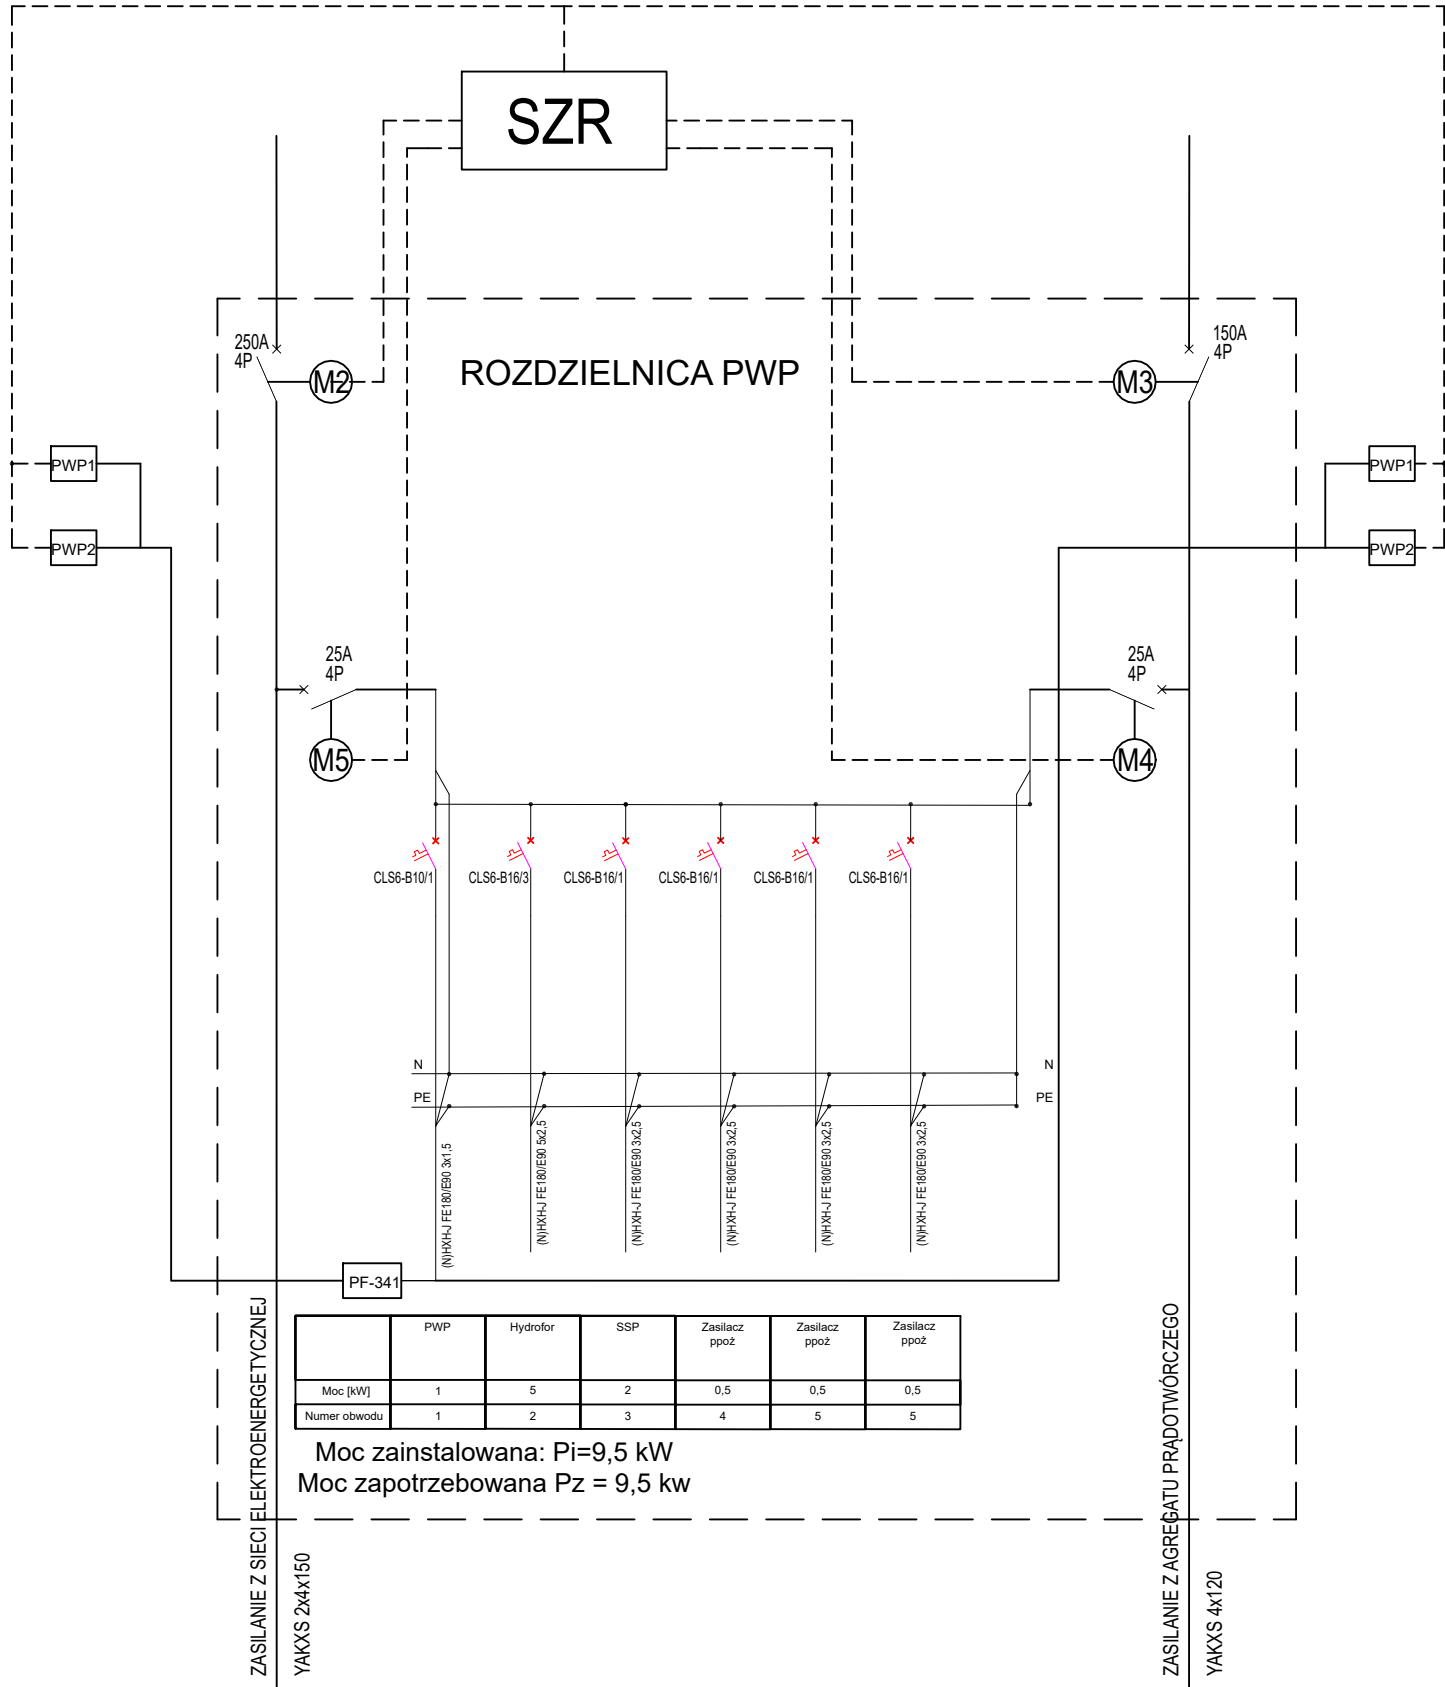 SZR
250A
4P
M2
ROZDZIELNICA PWP
M3
150A
4P
PWP1
PWP2
PWP1
PWP2
25A
4P
M5
25A
4P
M4
CLS6-B10/1
CLS6-B16/3
CLS6-B16/1
CLS6-B16/1
CLS6-B16/1
CLS6-B16/1
N
N
PE
PE
(N)HXH-J FE180/E90 3x1,5
(N)HXH-J FE180/E90 5x2,5
(N)HXH-J FE180/E90 3x2,5
(N)HXH-J FE180/E90 3x2,5
(N)HXH-J FE180/E90 3x2,5
(N)HXH-J FE180/E90 3x2,5
PF-341
PWP Hydrofor SSP Zasilacz Zasilacz Zasilacz
ppoż ppoż ppoż
Moc [kW] 1 5 2 0,5 0,5 0,5
Numer obwodu 1 2 3 4 5 5
Moc zainstalowana: Pi=9,5 kW
Moc zapotrzebowana Pz = 9,5 kw
ZASILANIE Z SIECI ELEKTROENERGETYCZNEJ
YAKXS 2x4x150
ZASILANIE Z AGREGATU PRĄDOTWÓRCZEGO
YAKXS 4x120